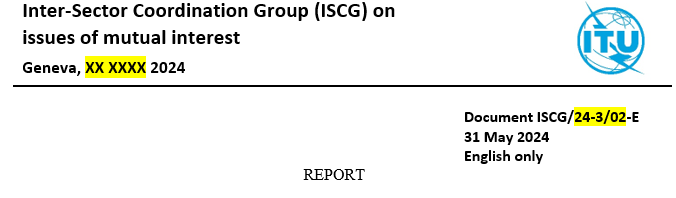 Inter-Sector Coordination Group (ISCG) on
issues of mutual interest
Geneva, XX XXXX 2024
ITU
Document ISCG/24-3/02-E
31 May 2024
English only
REPORT